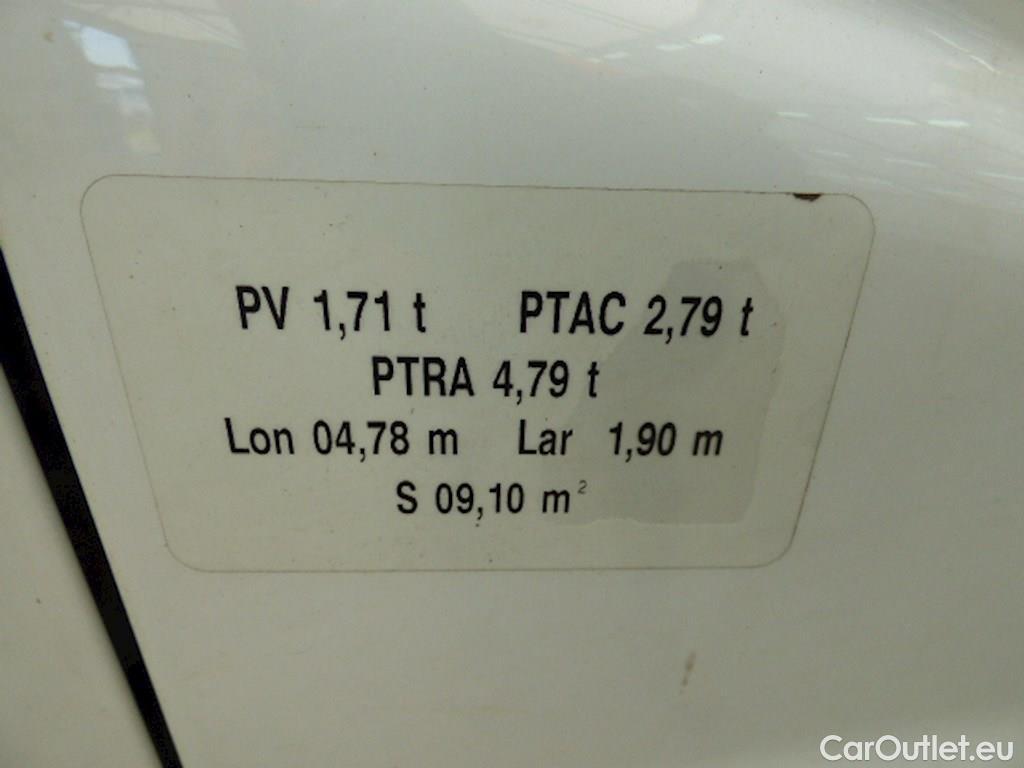 PV 1,71 t PTAC 2,79 t
PTRA 4,79 t
Lon 04,78 m Lar 1,90 m
S 09,10 m²
CarOutlet.eu